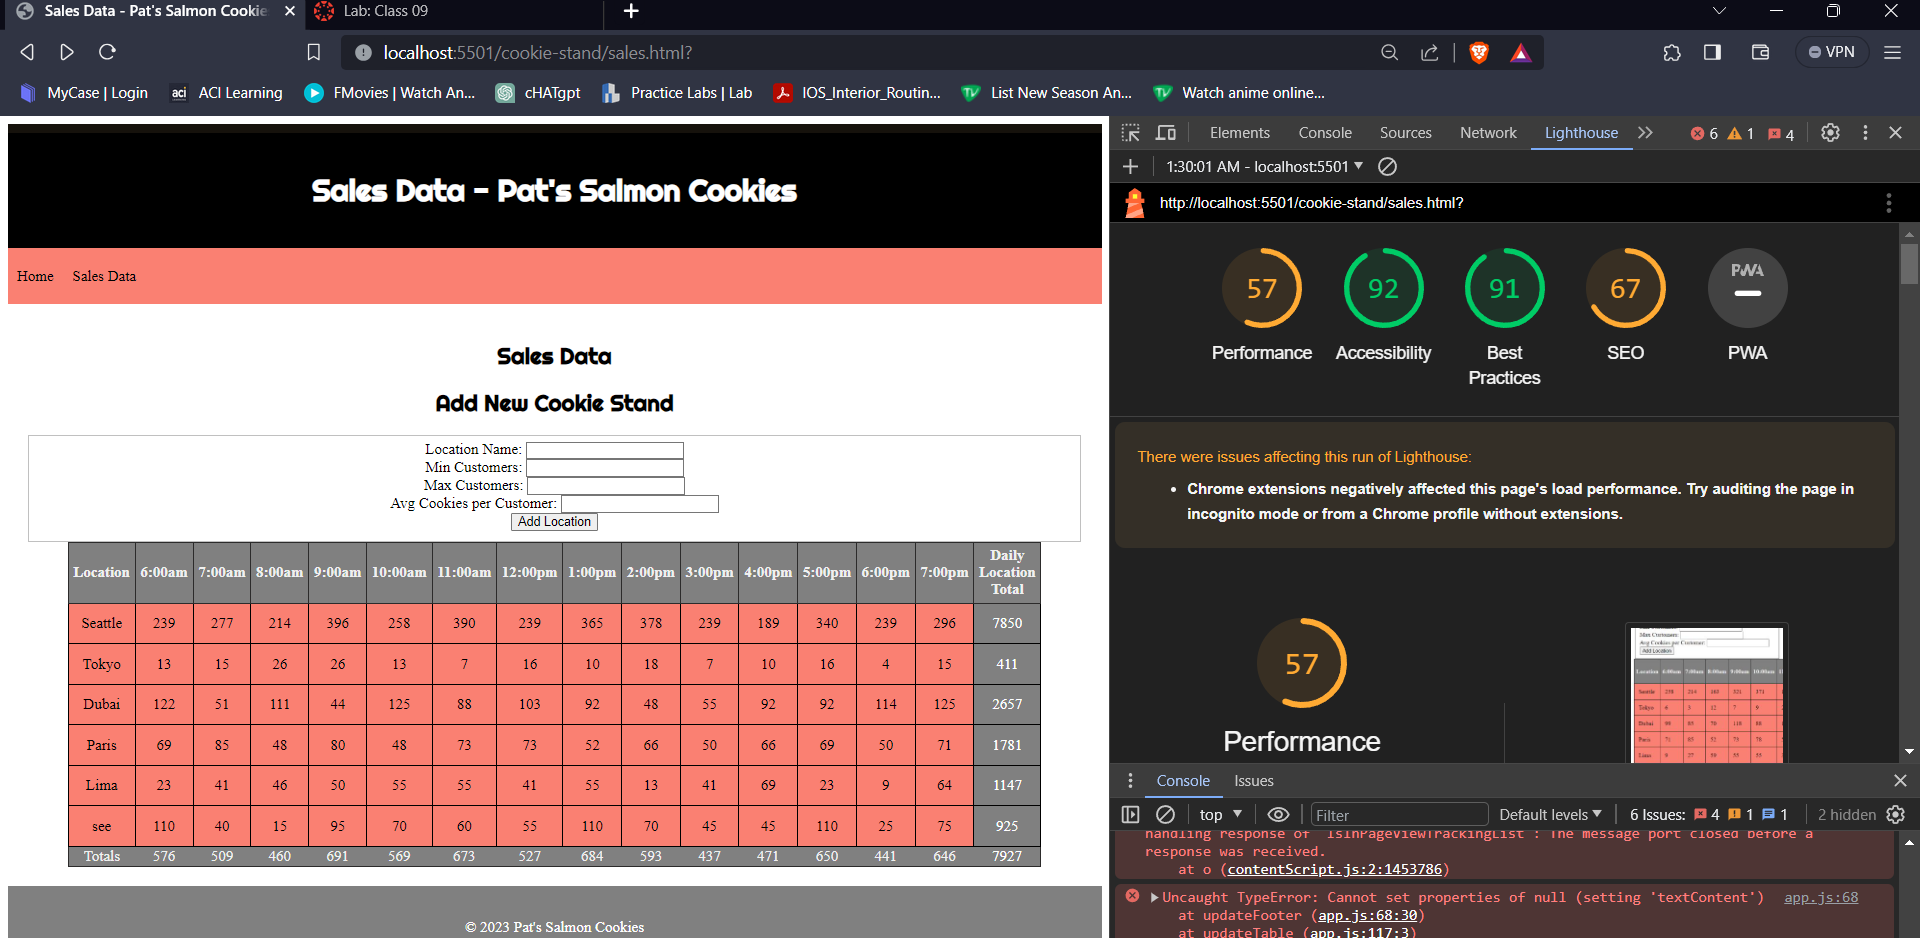 Sales Data - Pat's Salmon Cookie
Lab: Class 09
localhost:5501/cookie-stand/sales.html?
VPN
MyCase | Login
aci
ACI Learning
FMovies | Watch An...
cHATgpt
Practice Labs | Lab
IOS_Interior_Routin...
List New Season An...
Watch anime online...
Sales Data - Pat's Salmon Cookies
Home Sales Data
Sales Data
Add New Cookie Stand
Location Name:
Min Customers:
Max Customers:
Avg Cookies per Customer:
Add Location
Location 6:00am 7:00am 8:00am 9:00am 10:00am 11:00am 12:00pm 1:00pm 2:00pm 3:00pm 4:00pm 5:00pm 6:00pm 7:00pm Daily Location Total
Seattle 239 277 214 396 258 390 239 365 378 239 189 340 239 296 7850
Tokyo 13 15 26 26 13 7 16 10 18 7 10 16 4 15 411
Dubai 122 51 111 44 125 88 103 92 48 55 92 92 114 125 2657
Paris 69 85 48 80 48 73 73 52 66 50 66 69 50 71 1781
Lima 23 41 46 50 55 55 41 55 13 41 69 23 9 64 1147
see 110 40 15 95 70 60 55 110 70 45 45 110 25 75 925
Totals 576 509 460 691 569 673 527 684 593 437 471 650 441 646 7927
© 2023 Pat's Salmon Cookies
Elements Console Sources Network Lighthouse 6 1 4
1:30:01 AM - localhost:5501
http://localhost:5501/cookie-stand/sales.html?
57 92 91 67 PWA
Performance Accessibility Best Practices SEO PWA
There were issues affecting this run of Lighthouse:
• Chrome extensions negatively affected this page's load performance. Try auditing the page in
incognito mode or from a Chrome profile without extensions.
57
Performance
Max Customers:
Avg Cookies per Customer:
Add Location
Console Issues
top Filter Default levels 6 Issues: 4 1 1 2 hidden
handling response of 'isInPageViewTrackingList': The message port closed before a
response was received.
at o (contentScript.js:2:1453786)
Uncaught TypeError: Cannot set properties of null (setting 'textContent') app.js:68
at updateFooter (app.js:68:30)
at updateTable (app.js:117:3)